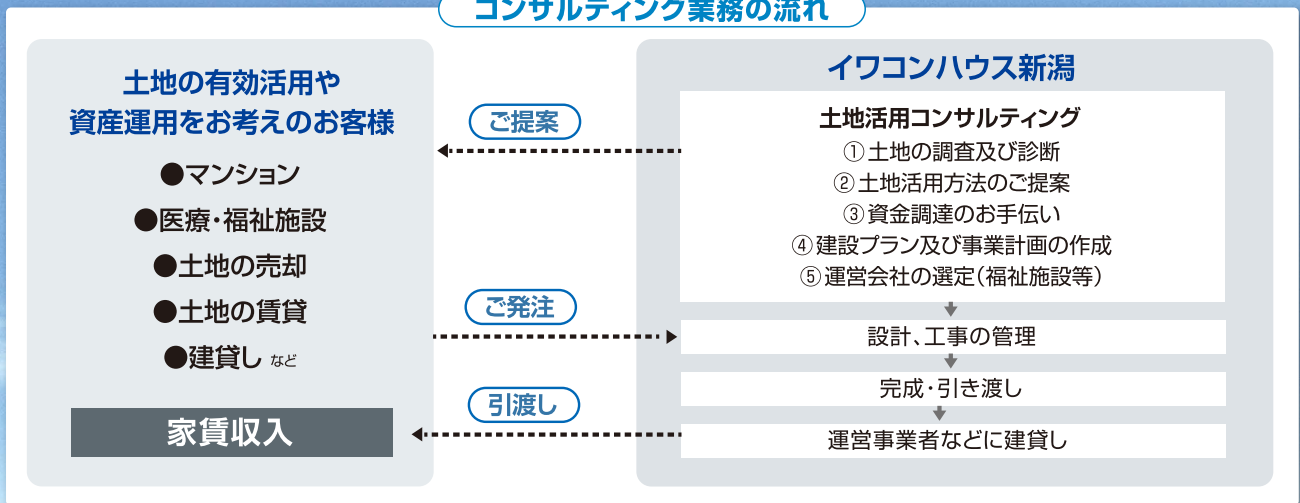 コンサルティング業務の流れ
土地の有効活用や
資産運用をお考えのお客様
●マンション
●医療・福祉施設
●土地の売却
●土地の賃貸
●建貸し など
家賃収入
ご提案
ご発注
引渡し
イワコンハウス新潟
土地活用コンサルティング
①土地の調査及び診断
②土地活用方法のご提案
③資金調達のお手伝い
④建設プラン及び事業計画の作成
⑤運営会社の選定(福祉施設等)
設計、工事の管理
完成・引き渡し
運営事業者などに建貸し